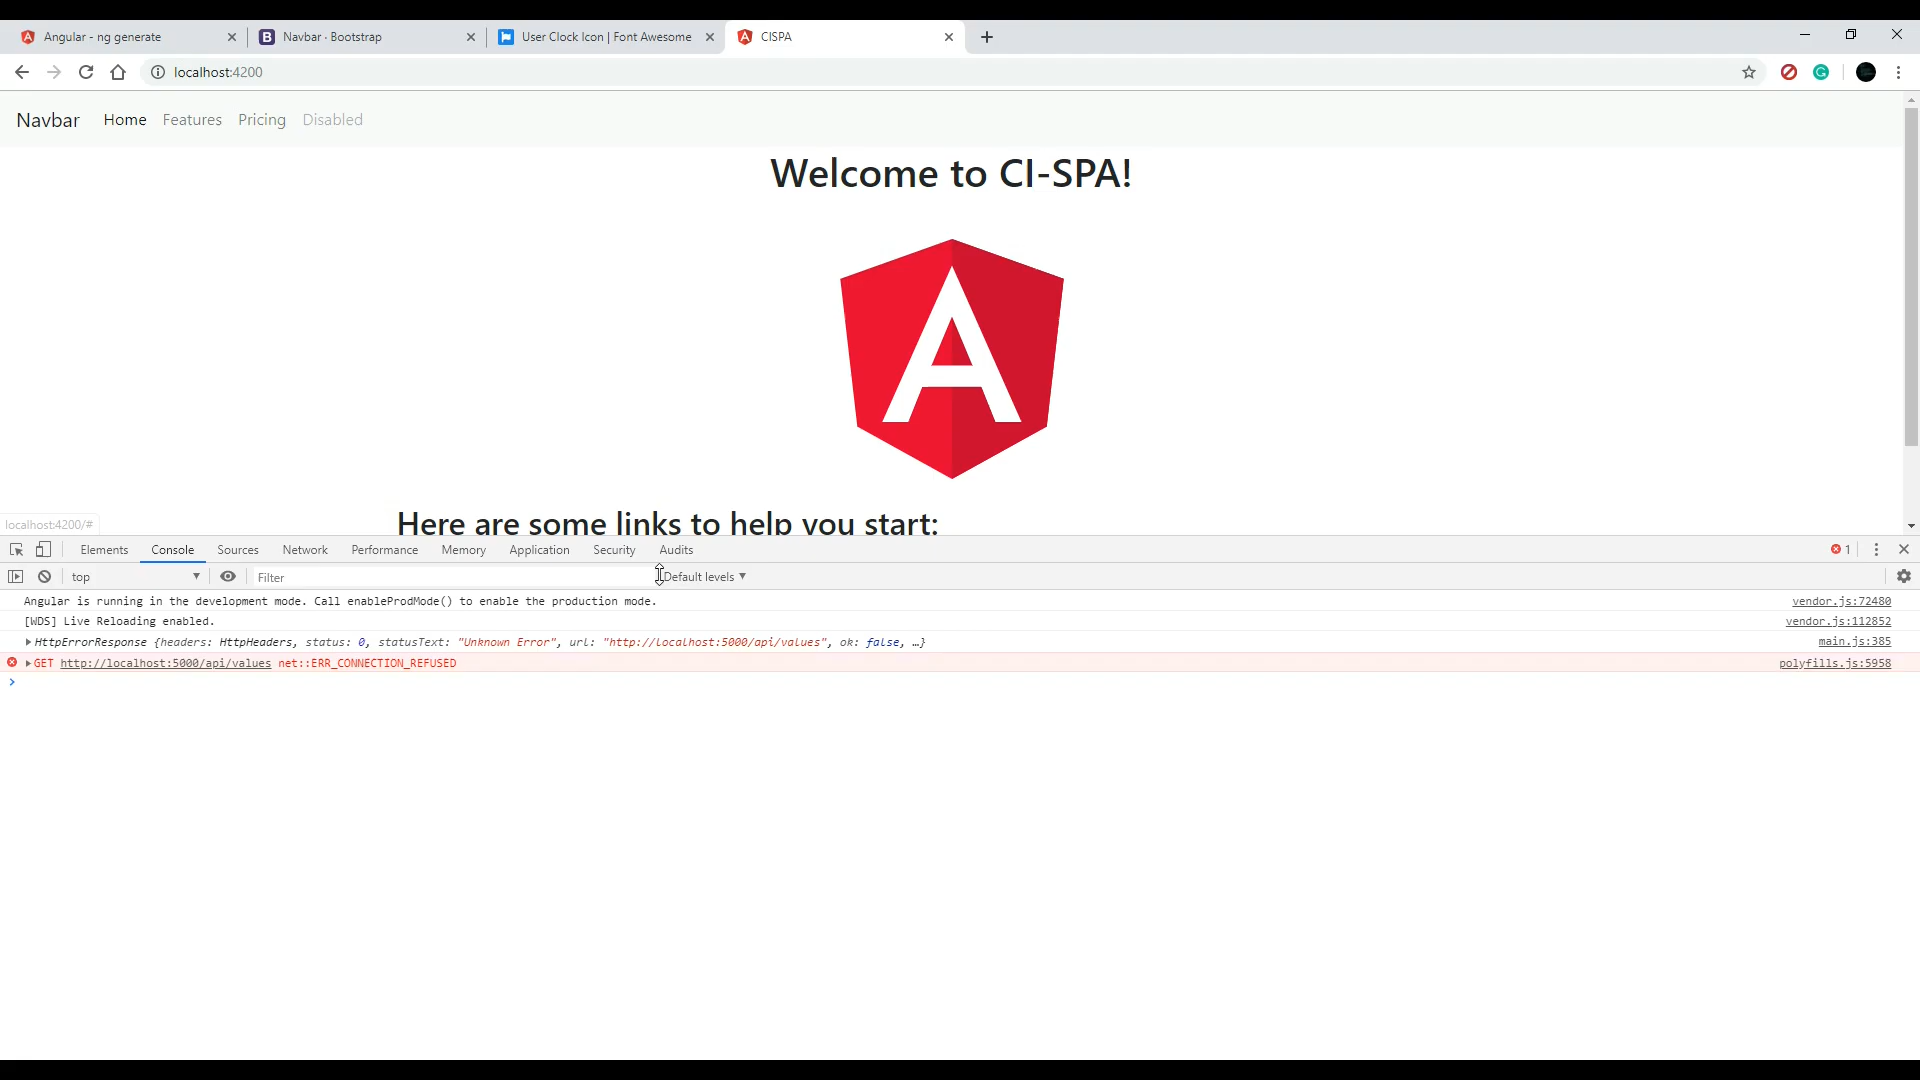 Angular - ng generate
Navbar · Bootstrap
User Clock Icon | Font Awesome
CISPA
localhost:4200
Navbar Home Features Pricing Disabled
Welcome to CI-SPA!
A
Here are some links to help you start:
localhost:4200/#
Elements Console Sources Network Performance Memory Application Security Audits 1
top Filter Default levels
Angular is running in the development mode. Call enableProdMode() to enable the production mode. vendor.js:72480
[WDS] Live Reloading enabled. vendor.js:112852
HttpErrorResponse {headers: HttpHeaders, status: 0, statusText: "Unknown Error", url: "http://localhost:5000/api/values", ok: false, …} main.js:385
GET http://localhost:5000/api/values net::ERR_CONNECTION_REFUSED polyfills.js:5958